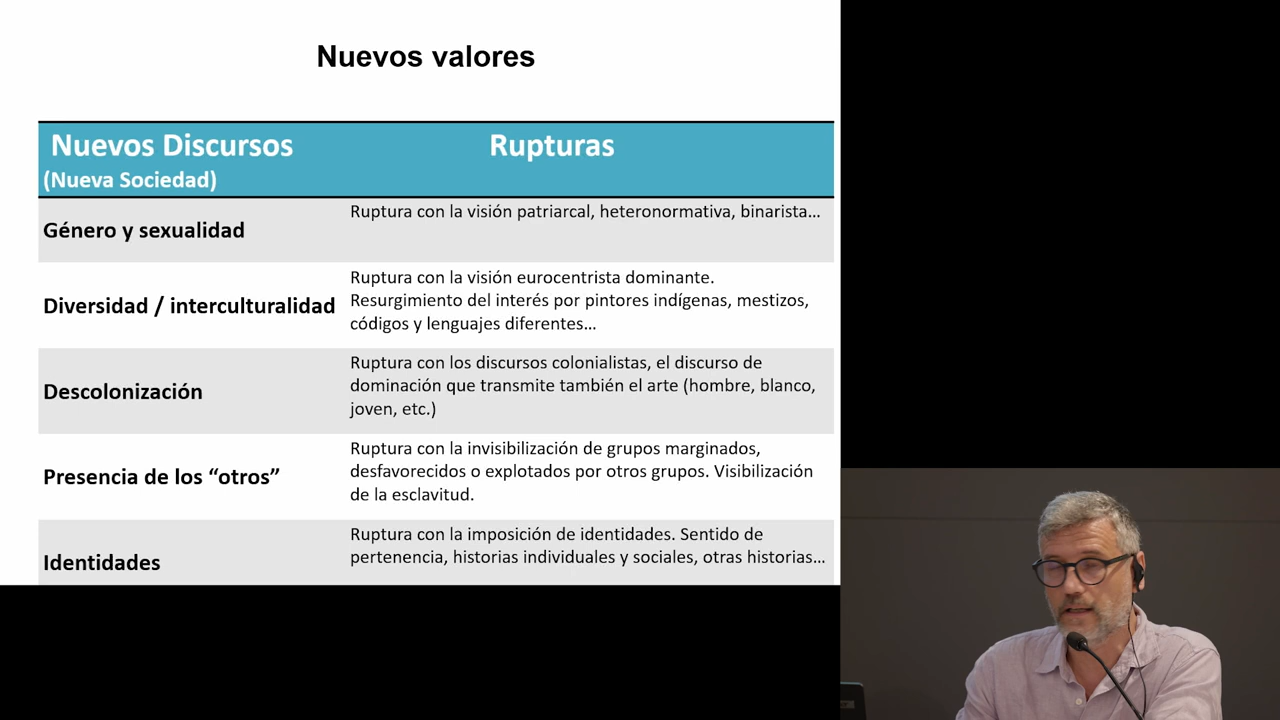 Nuevos valores
Nuevos Discursos
(Nueva Sociedad)
Rupturas
Género y sexualidad
Ruptura con la visión patriarcal, heteronormativa, binarista…
Diversidad / interculturalidad
Ruptura con la visión eurocentrista dominante.
Resurgimiento del interés por pintores indígenas, mestizos,
códigos y lenguajes diferentes…
Descolonización
Ruptura con los discursos colonialistas, el discurso de
dominación que transmite también el arte (hombre, blanco,
joven, etc.)
Presencia de los “otros”
Ruptura con la invisibilización de grupos marginados,
desfavorecidos o explotados por otros grupos. Visibilización
de la esclavitud.
Identidades
Ruptura con la imposición de identidades. Sentido de
pertenencia, historias individuales y sociales, otras historias…